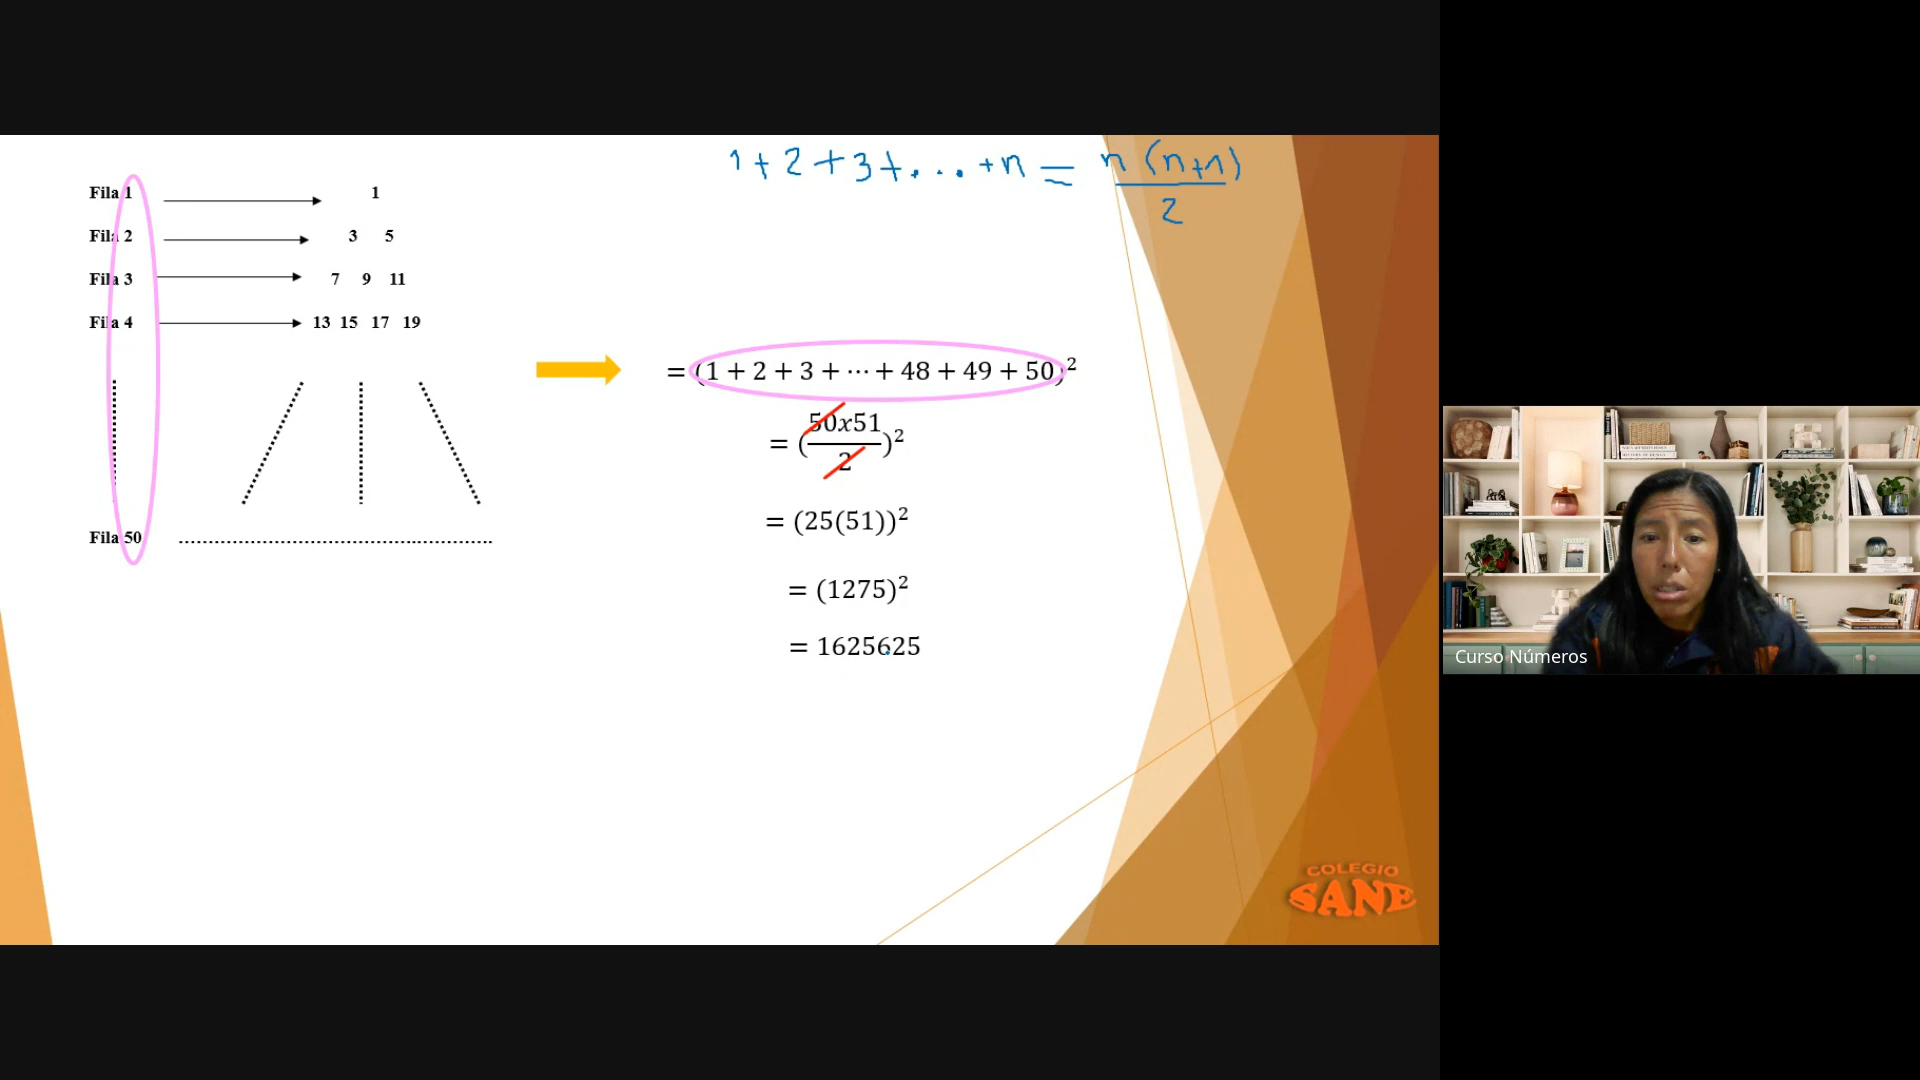 1+2+3+...+n = n(n+n)/2
Fila 1 1
Fila 2 3 5
Fila 3 7 9 11
Fila 4 13 15 17 19
Fila 50
= (1 + 2 + 3 + ⋯ + 48 + 49 + 50)²
= (50x51/2)²
= (25(51))²
= (1275)²
= 1625625
COLEGIO
SANE
Curso Números